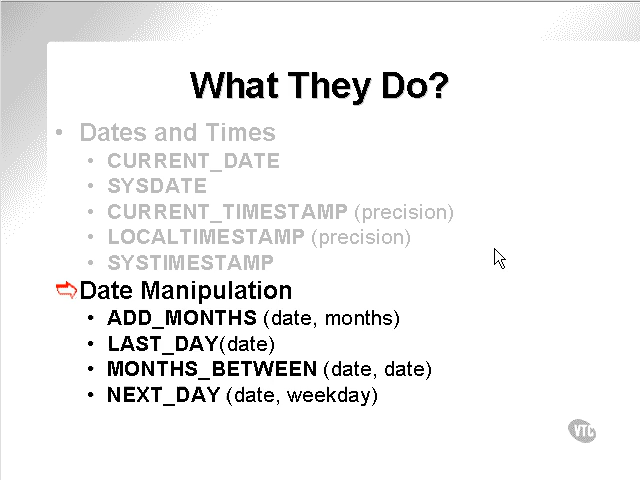 What They Do?
• Dates and Times
• CURRENT_DATE
• SYSDATE
• CURRENT_TIMESTAMP (precision)
• LOCALTIMESTAMP (precision)
• SYSTIMESTAMP
Date Manipulation
• ADD_MONTHS (date, months)
• LAST_DAY(date)
• MONTHS_BETWEEN (date, date)
• NEXT_DAY (date, weekday)
VTC